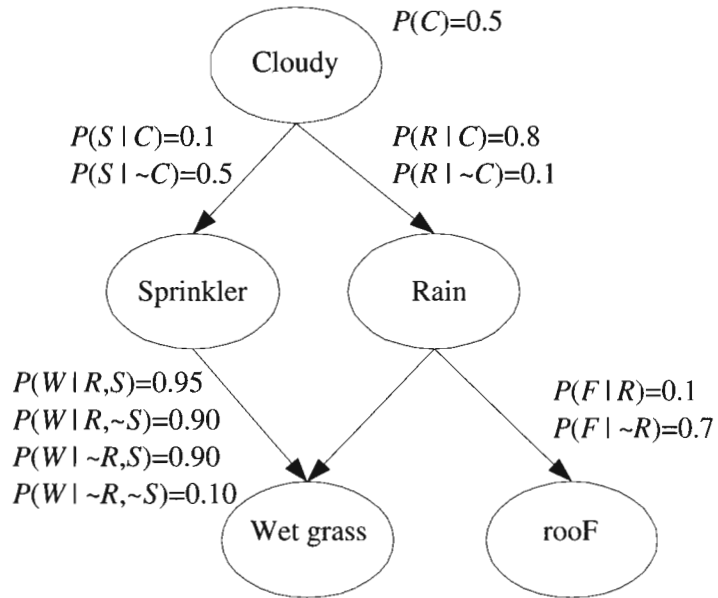 P(C)=0.5
Cloudy
P(S | C)=0.1
P(S | ~C)=0.5
P(R | C)=0.8
P(R | ~C)=0.1
Sprinkler
Rain
P(W | R,S)=0.95
P(W | R,~S)=0.90
P(W | ~R,S)=0.90
P(W | ~R,~S)=0.10
P(F | R)=0.1
P(F | ~R)=0.7
Wet grass
rooF